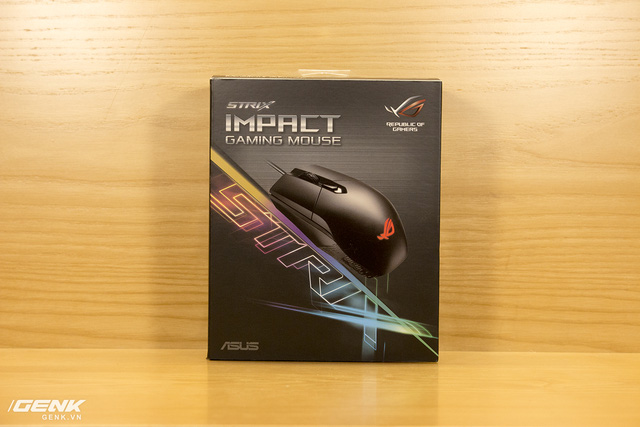 STRIX
IMPACT
GAMING MOUSE
REPUBLIC OF
GAMERS
STRIX
ASUS
/GENK
GENK.VN